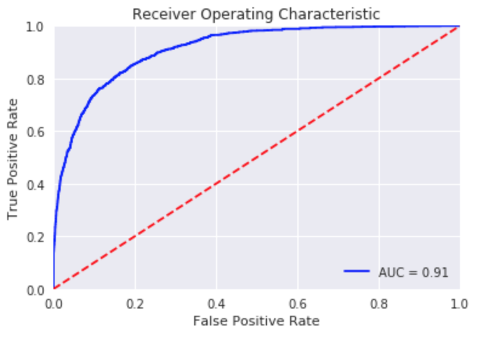 Receiver Operating Characteristic
1.0
0.8
0.6
0.4
0.2
0.0
True Positive Rate
AUC = 0.91
0.0 0.2 0.4 0.6 0.8 1.0
False Positive Rate